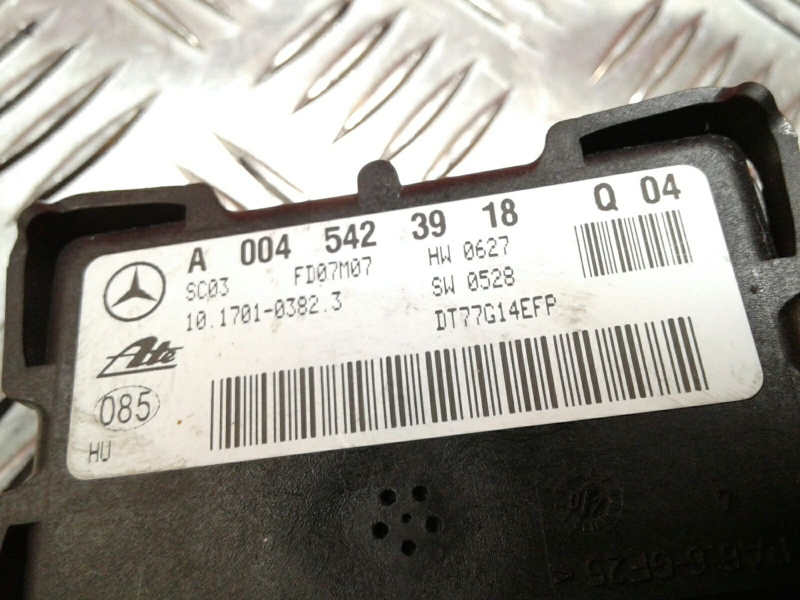 A 004 542 39 18 Q 04
SC03 FD07M07 HW 0627
10.1701-0382.3 SW 0528
Ate DT77G14EFP
085
HU